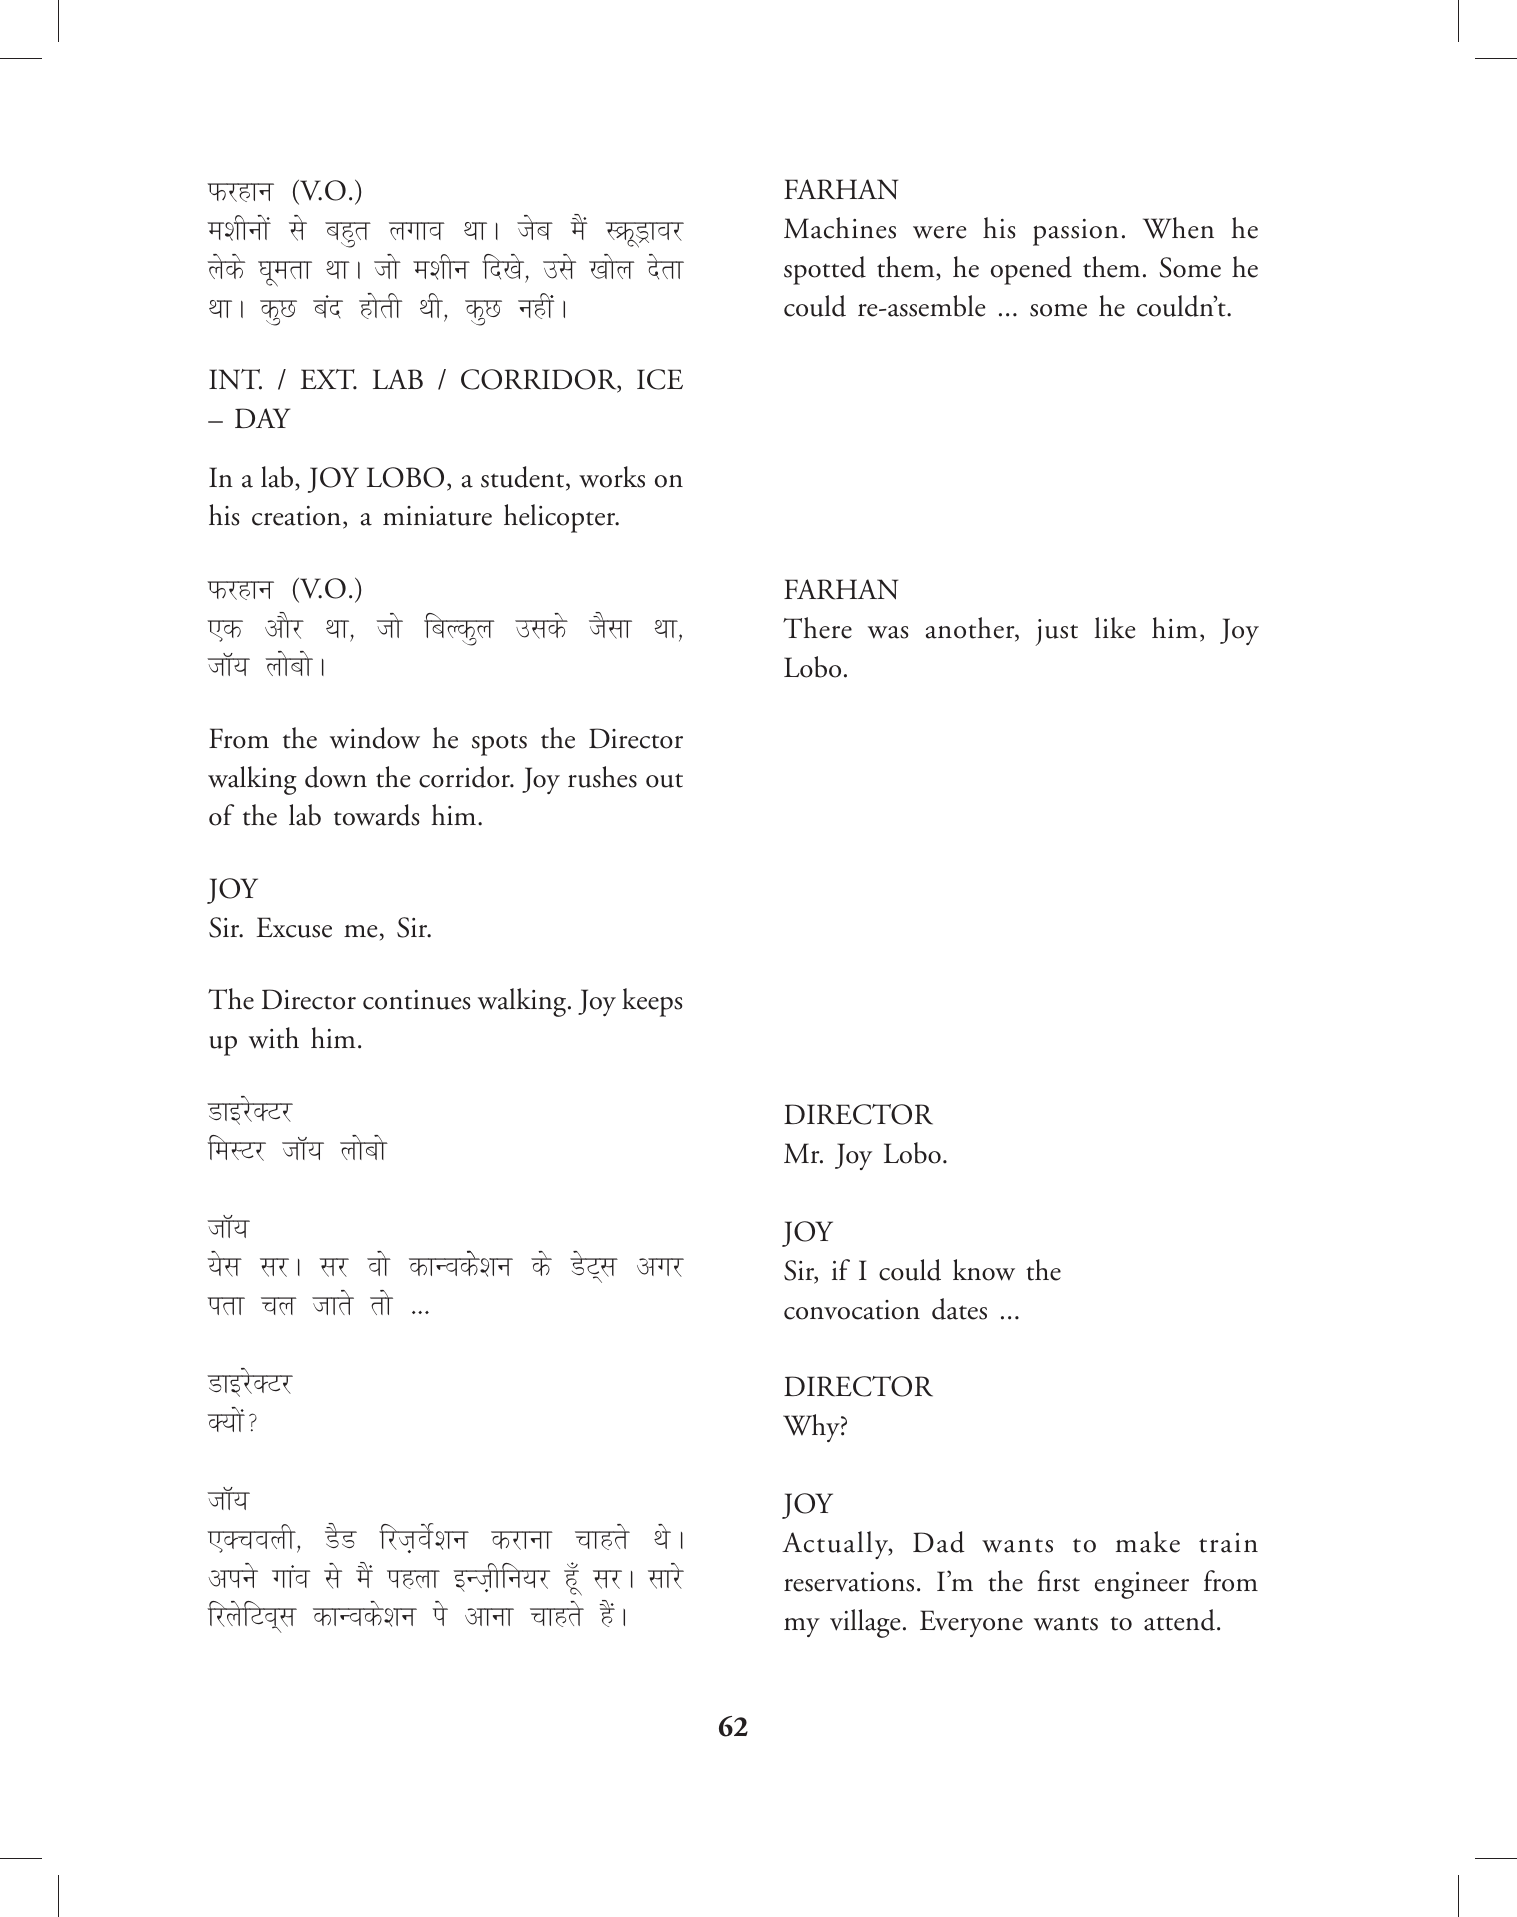 फरहान (V.O.)
मशीनों से बहुत लगाव था। जेब मैं स्क्रूड्रावर
लेके घूमता था। जो मशीन दिखे, उसे खोल देता
था। कुछ बंद होती थी, कुछ नहीं।
INT. / EXT. LAB / CORRIDOR, ICE
– DAY
In a lab, JOY LOBO, a student, works on
his creation, a miniature helicopter.
फरहान (V.O.)
एक और था, जो बिल्कुल उसके जैसा था,
जॉय लोबो।
From the window he spots the Director
walking down the corridor. Joy rushes out
of the lab towards him.
JOY
Sir. Excuse me, Sir.
The Director continues walking. Joy keeps
up with him.
डाइरेक्टर
मिस्टर जॉय लोबो
जॉय
येस सर। सर वो कान्वकेशन के डेट्स अगर
पता चल जाते तो ...
डाइरेक्टर
क्यों?
जॉय
एक्चवली, डैड रिज़र्वेशन कराना चाहते थे।
अपने गांव से मैं पहला इन्ज़ीनियर हूँ सर। सारे
रिलेटिव्स कान्वकेशन पे आना चाहते हैं।
FARHAN
Machines were his passion. When he
spotted them, he opened them. Some he
could re-assemble ... some he couldn’t.
FARHAN
There was another, just like him, Joy
Lobo.
DIRECTOR
Mr. Joy Lobo.
JOY
Sir, if I could know the
convocation dates ...
DIRECTOR
Why?
JOY
Actually, Dad wants to make train
reservations. I’m the first engineer from
my village. Everyone wants to attend.
62